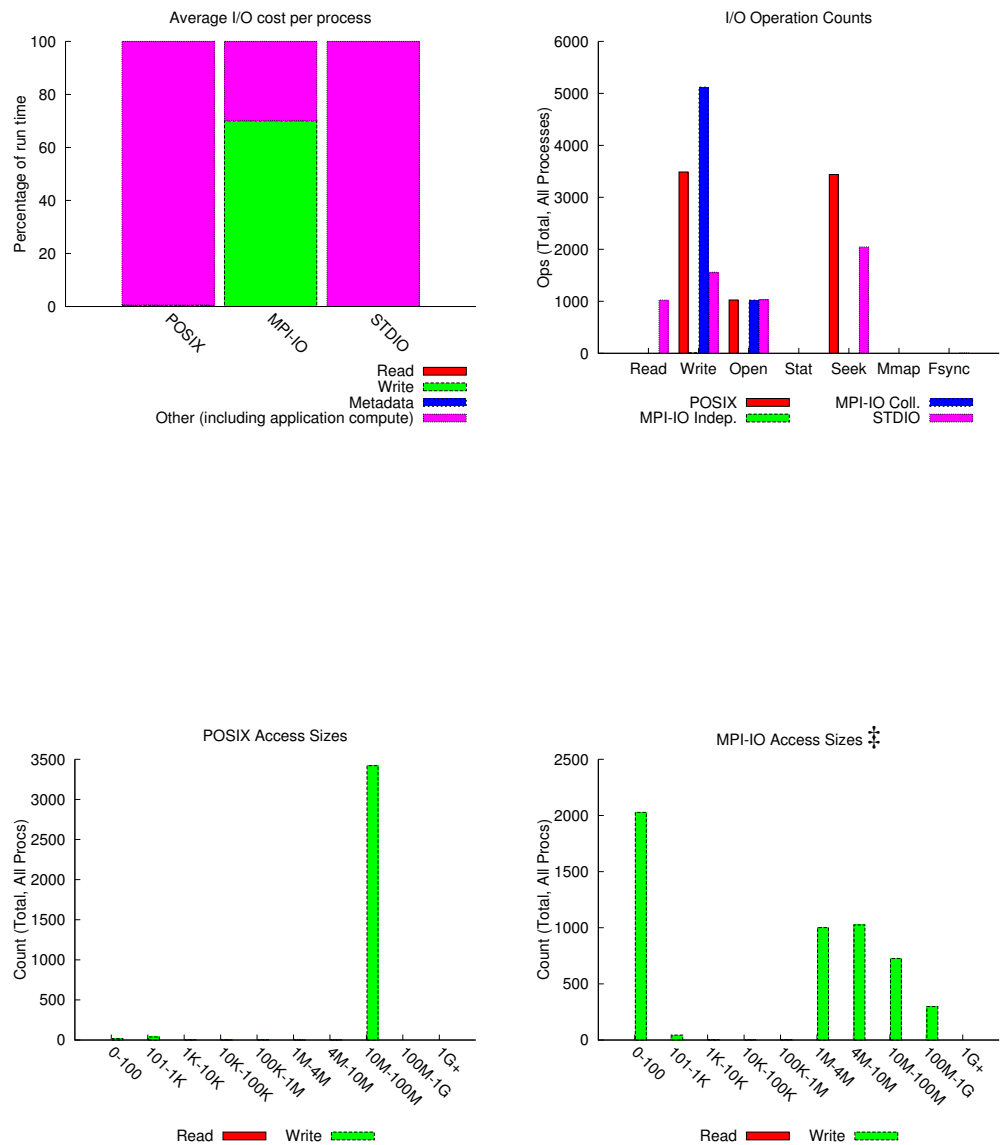 Average I/O cost per process
100
80
60
40
20
0
Percentage of run time
POSIX
MPI-IO
STDIO
Read
Write
Metadata
Other (including application compute)
I/O Operation Counts
6000
5000
4000
3000
2000
1000
0
Ops (Total, All Processes)
Read Write Open Stat Seek Mmap Fsync
POSIX
MPI-IO Indep.
MPI-IO Coll.
STDIO
POSIX Access Sizes
3500
3000
2500
2000
1500
1000
500
0
Count (Total, All Procs)
0-100
101-1K
1K-10K
10K-100K
100K-1M
1M-4M
4M-10M
10M-100M
100M-1G
1G+
Read Write
MPI-IO Access Sizes ‡
2500
2000
1500
1000
500
0
Count (Total, All Procs)
0-100
101-1K
1K-10K
10K-100K
100K-1M
1M-4M
4M-10M
10M-100M
100M-1G
1G+
Read Write